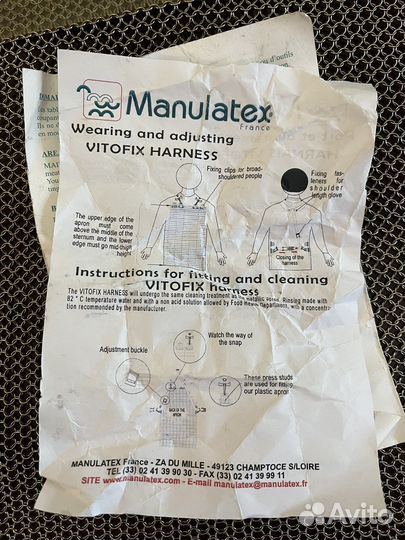 Manulatex
France
Wearing and adjusting
VITOFIX HARNESS
Fixing clips for broad-
shouldered people
Fixing fas-
teners for
shoulder
length glove
The upper edge of the
apron must come
above the middle of the
sternum and the lower
edge must go mid-thigh
height
Closing of the
harness
Instructions for fitting and cleaning
VITOFIX harness
The VITOFIX HARNESS will undergo the same cleaning treatment as the metallic apron. Rinsing made with
82 ° C temperature water and with a non acid solution allowed by Food Departments, with a concentra-
tion recommended by the manufacturer.
Watch the way of
the snap
Adjustment buckle
These press studs
are used for fitting
our plastic apron
BACK OF THE
APRON
MANULATEX France - ZA DU MILLE - 49123 CHAMPTOCE S/LOIRE
TEL (33) 02 41 39 90 30 - FAX (33) 02 41 39 99 11
SITE www.manulatex.com - E-mail manulatex@manulatex.fr
Avito